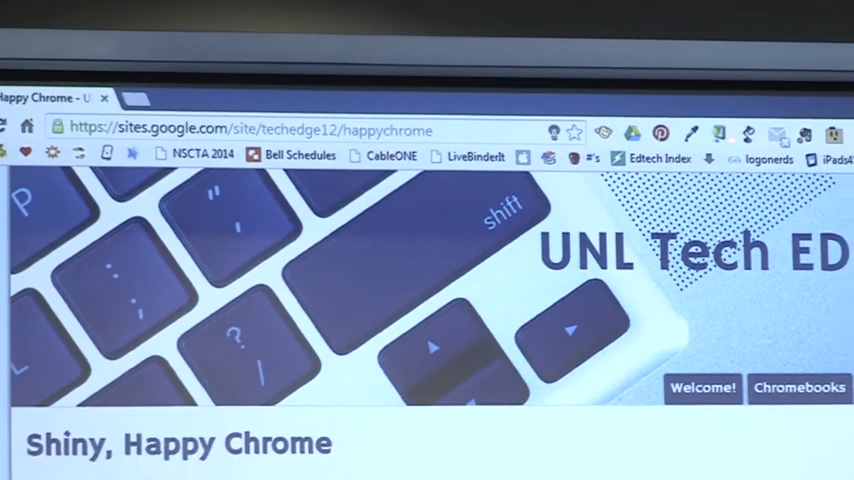 Happy Chrome - U
https://sites.google.com/site/techedge12/happychrome
NSCTA 2014 Bell Schedules CableONE LiveBinderIt #'s Edtech Index logonerds iPads4
P " ' shift
: ;
L ? /
UNL Tech ED
Welcome! Chromebooks
Shiny, Happy Chrome